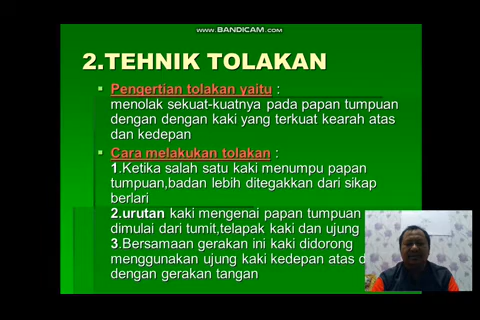 www.BANDICAM.com
2.TEHNIK TOLAKAN
Pengertian tolakan yaitu :
menolak sekuat-kuatnya pada papan tumpuan
dengan dengan kaki yang terkuat kearah atas
dan kedepan
Cara melakukan tolakan :
1.Ketika salah satu kaki menumpu papan
tumpuan,badan lebih ditegakkan dari sikap
berlari
2.urutan kaki mengenai papan tumpuan
dimulai dari tumit,telapak kaki dan ujung
3.Bersamaan gerakan ini kaki didorong
menggunakan ujung kaki kedepan atas
dengan gerakan tangan